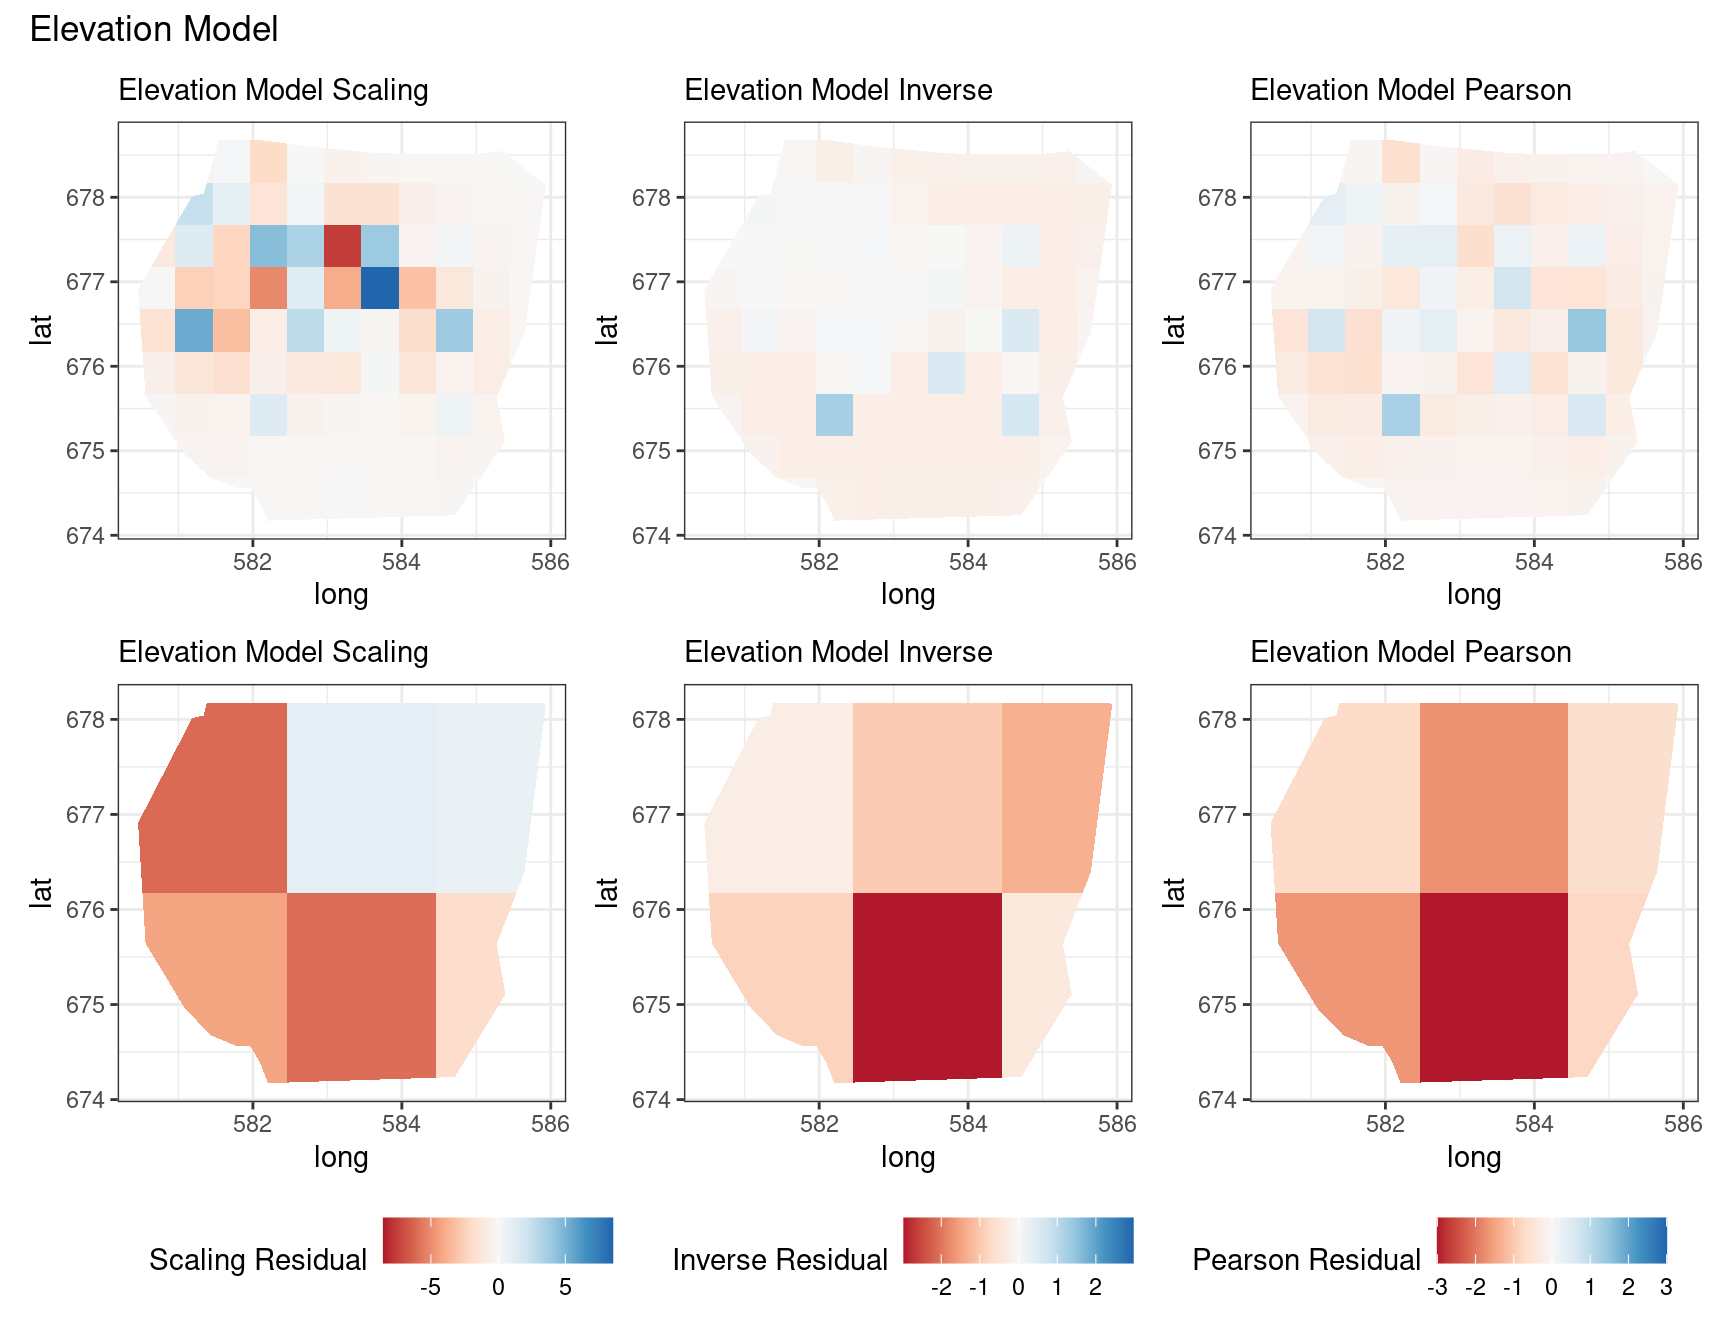 Elevation Model
Elevation Model Scaling
Elevation Model Inverse
Elevation Model Pearson
678
677
676
675
674
lat
582 584 586
long
678
677
676
675
674
lat
582 584 586
long
678
677
676
675
674
lat
582 584 586
long
Elevation Model Scaling
Elevation Model Inverse
Elevation Model Pearson
678
677
676
675
674
lat
582 584 586
long
678
677
676
675
674
lat
582 584 586
long
678
677
676
675
674
lat
582 584 586
long
Scaling Residual
-5 0 5
Inverse Residual
-2 -1 0 1 2
Pearson Residual
-3 -2 -1 0 1 2 3